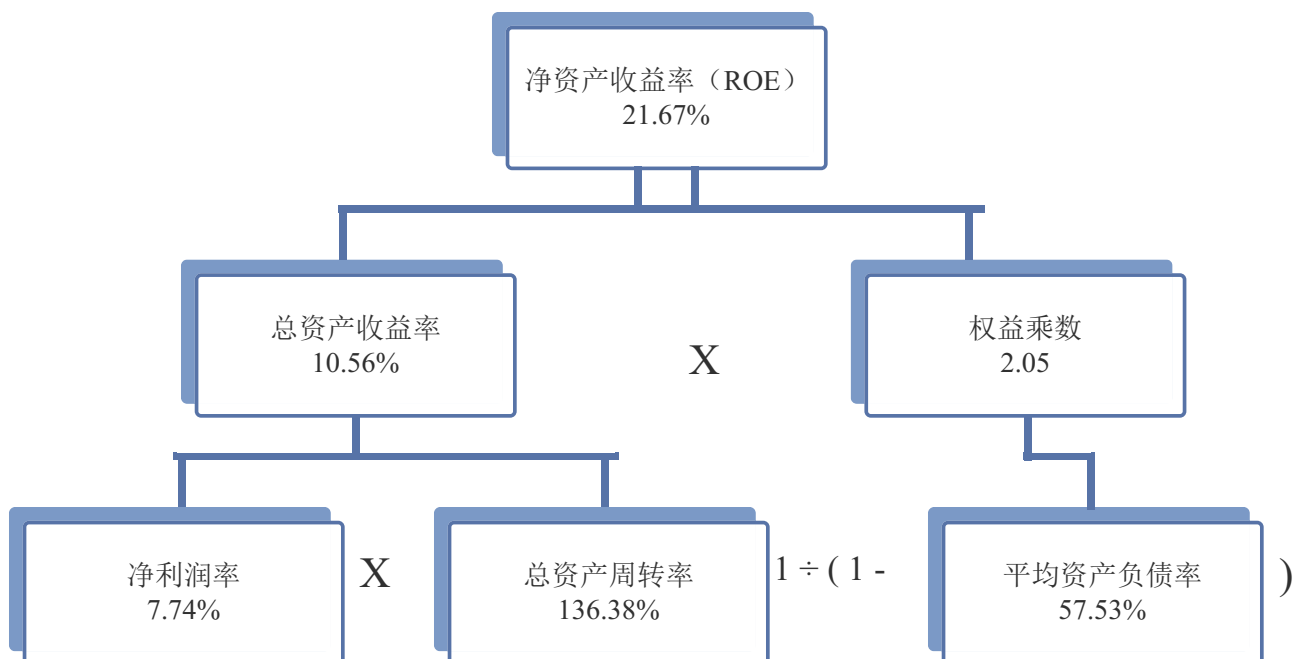 净资产收益率（ROE）
21.67%
总资产收益率
10.56%
X
权益乘数
2.05
净利润率
7.74%
X
总资产周转率
136.38%
1 ÷ ( 1 -
平均资产负债率
57.53%
)